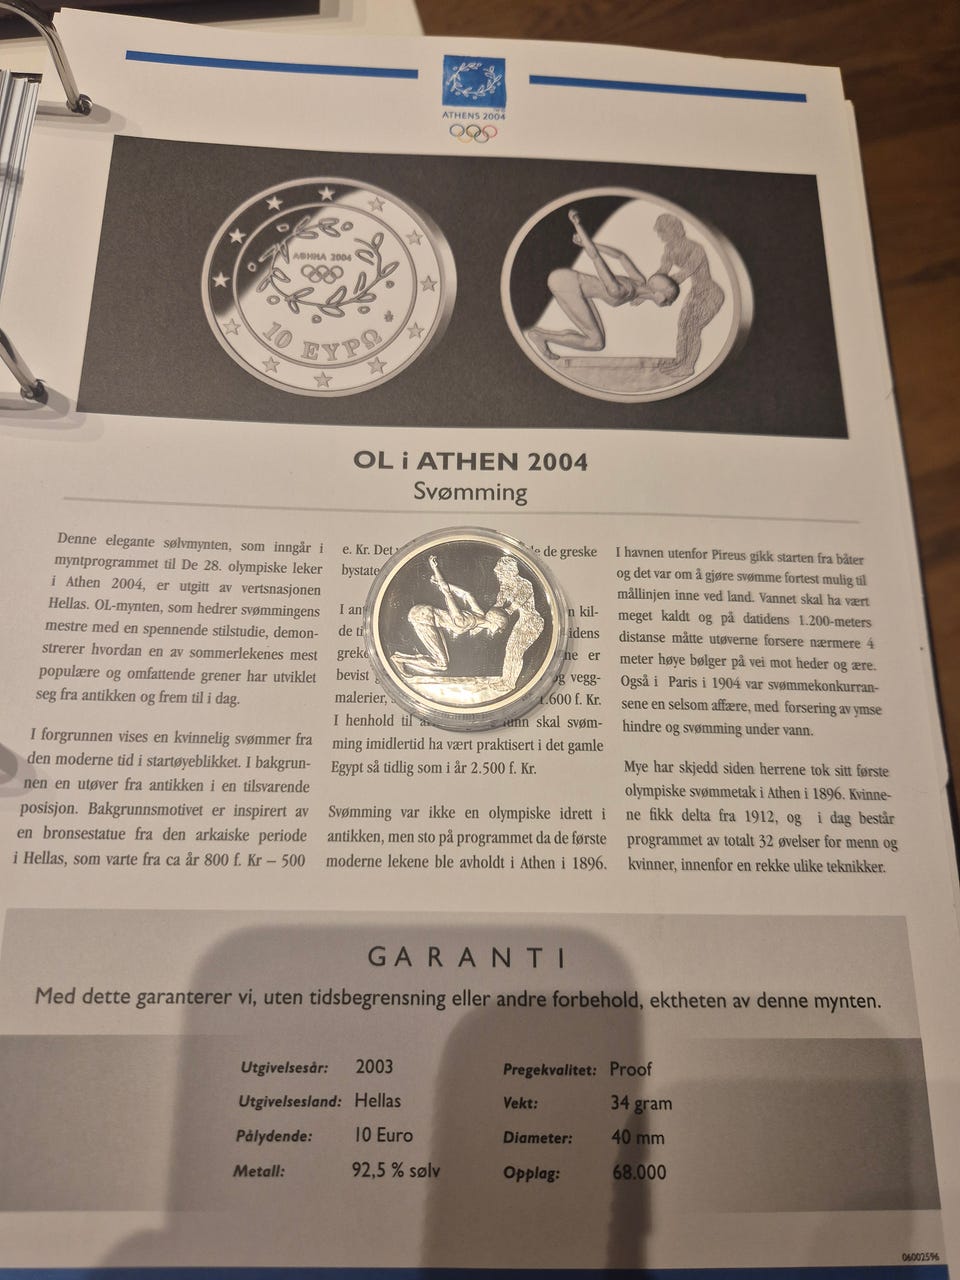 ATHENS 2004
ΑΘΗΝΑ 2004
10 ΕΥΡΩ
OL i ATHEN 2004
Svømming
Denne elegante sølvmynten, som inngår i
myntprogrammet til De 28. olympiske leker
i Athen 2004, er utgitt av vertsnasjonen
Hellas. OL-mynten, som hedrer svømmingens
mestre med en spennende stilstudie, demon-
strerer hvordan en av sommerlekenes mest
populære og omfattende grener har utviklet
seg fra antikken og frem til i dag.
I forgrunnen vises en kvinnelig svømmer fra
den moderne tid i startøyeblikket. I bakgrun-
nen en utøver fra antikken i en tilsvarende
posisjon. Bakgrunnsmotivet er inspirert av
en bronsestatue fra den arkaiske periode
i Hellas, som varte fra ca år 800 f. Kr – 500
e. Kr. Det de greske
bystate
I an n kil-
de ti idens
greke ne er
bevist g og vegg-
malerier, 1.600 f. Kr.
I henhold til funn skal svøm-
ming imidlertid ha vært praktisert i det gamle
Egypt så tidlig som i år 2.500 f. Kr.
Svømming var ikke en olympiske idrett i
antikken, men sto på programmet da de første
moderne lekene ble avholdt i Athen i 1896.
I havnen utenfor Pireus gikk starten fra båter
og det var om å gjøre svømme fortest mulig til
mållinjen inne ved land. Vannet skal ha vært
meget kaldt og på datidens 1.200-meters
distanse måtte utøverne forsere nærmere 4
meter høye bølger på vei mot heder og ære.
Også i Paris i 1904 var svømmekonkurran-
sene en selsom affære, med forsering av ymse
hindre og svømming under vann.
Mye har skjedd siden herrene tok sitt første
olympiske svømmetak i Athen i 1896. Kvinne-
ne fikk delta fra 1912, og i dag består
programmet av totalt 32 øvelser for menn og
kvinner, innenfor en rekke ulike teknikker.
GARANTI
Med dette garanterer vi, uten tidsbegrensning eller andre forbehold, ektheten av denne mynten.
Utgivelsesår: 2003
Utgivelsesland: Hellas
Pålydende: 10 Euro
Metall: 92,5 % sølv
Pregekvalitet: Proof
Vekt: 34 gram
Diameter: 40 mm
Opplag: 68.000
06002596